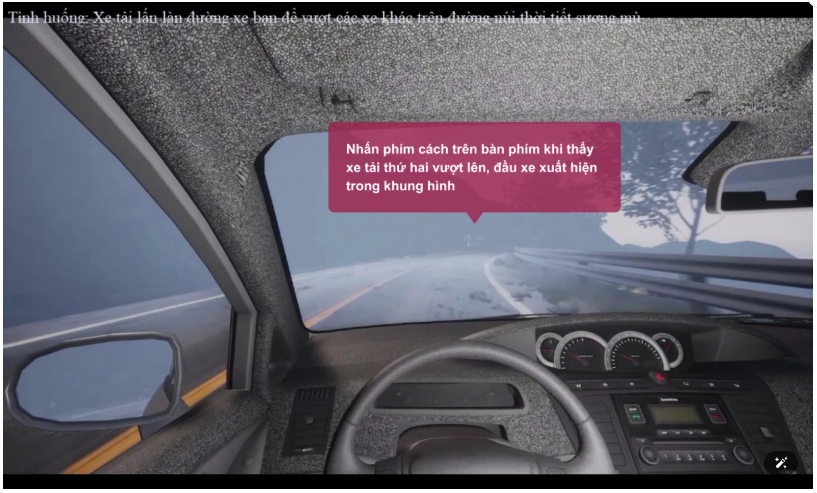 Tình huống: Xe tải lấn làn đường xe bạn để vượt các xe khác trên đường núi thời tiết sương mù
Nhấn phím cách trên bàn phím khi thấy
xe tải thứ hai vượt lên, đầu xe xuất hiện
trong khung hình